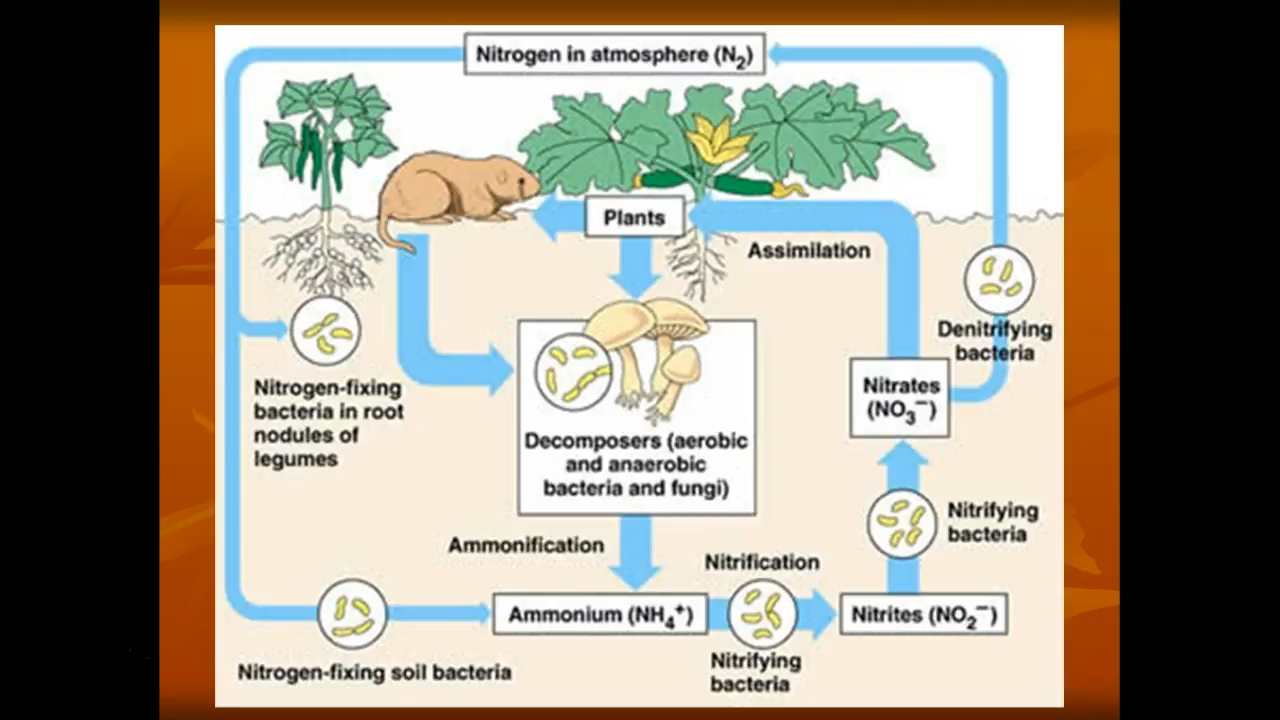 Nitrogen in atmosphere (N₂)
Plants
Assimilation
Denitrifying
bacteria
Nitrogen-fixing
bacteria in root
nodules of
legumes
Nitrates
(NO₃⁻)
Decomposers (aerobic
and anaerobic
bacteria and fungi)
Nitrifying
bacteria
Ammonification
Nitrification
Ammonium (NH₄⁺)
Nitrites (NO₂⁻)
Nitrogen-fixing soil bacteria
Nitrifying
bacteria